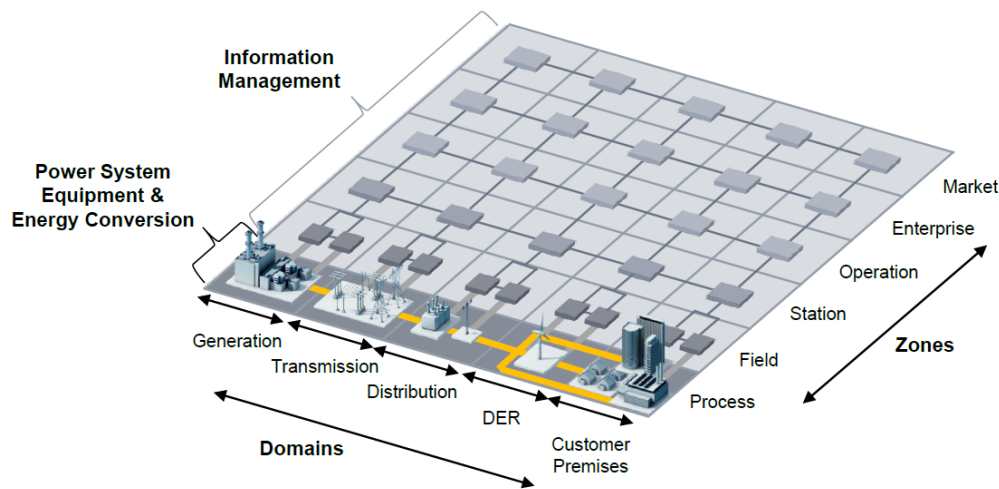 Information
Management
Power System
Equipment &
Energy Conversion
Market
Enterprise
Operation
Station
Field
Process
Zones
Generation
Transmission
Distribution
DER
Customer
Premises
Domains